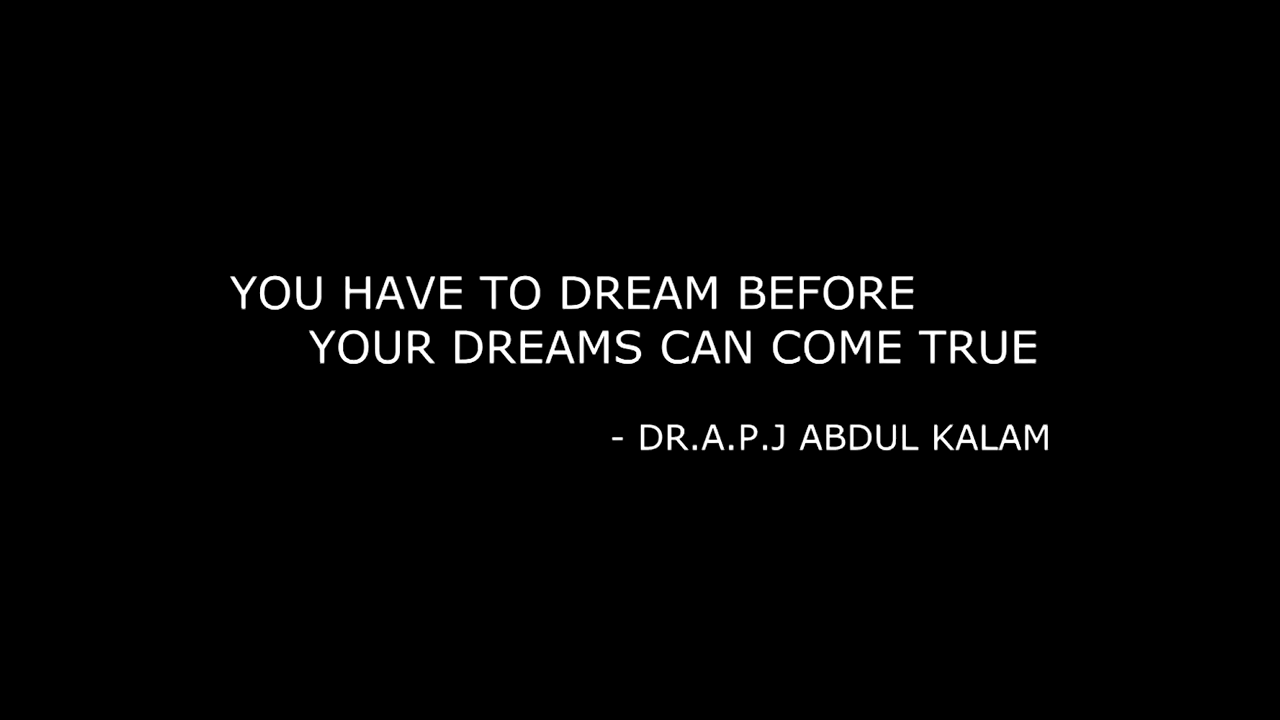 YOU HAVE TO DREAM BEFORE
YOUR DREAMS CAN COME TRUE
- DR.A.P.J ABDUL KALAM